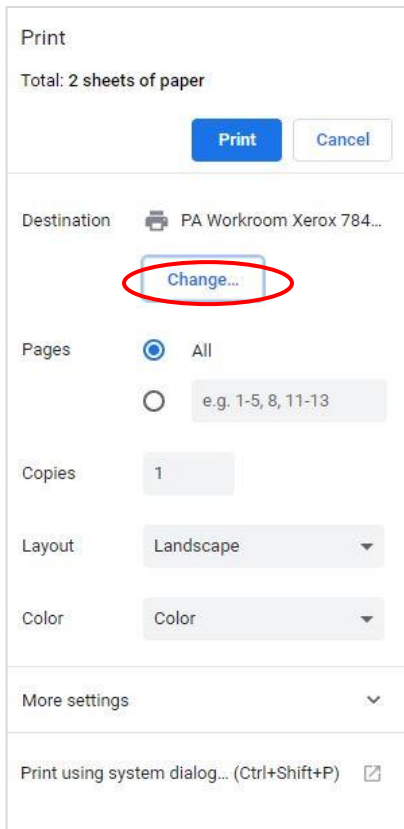 Print
Total: 2 sheets of paper
Print Cancel
Destination PA Workroom Xerox 784...
Change...
Pages All
e.g. 1-5, 8, 11-13
Copies 1
Layout Landscape
Color Color
More settings
Print using system dialog... (Ctrl+Shift+P)